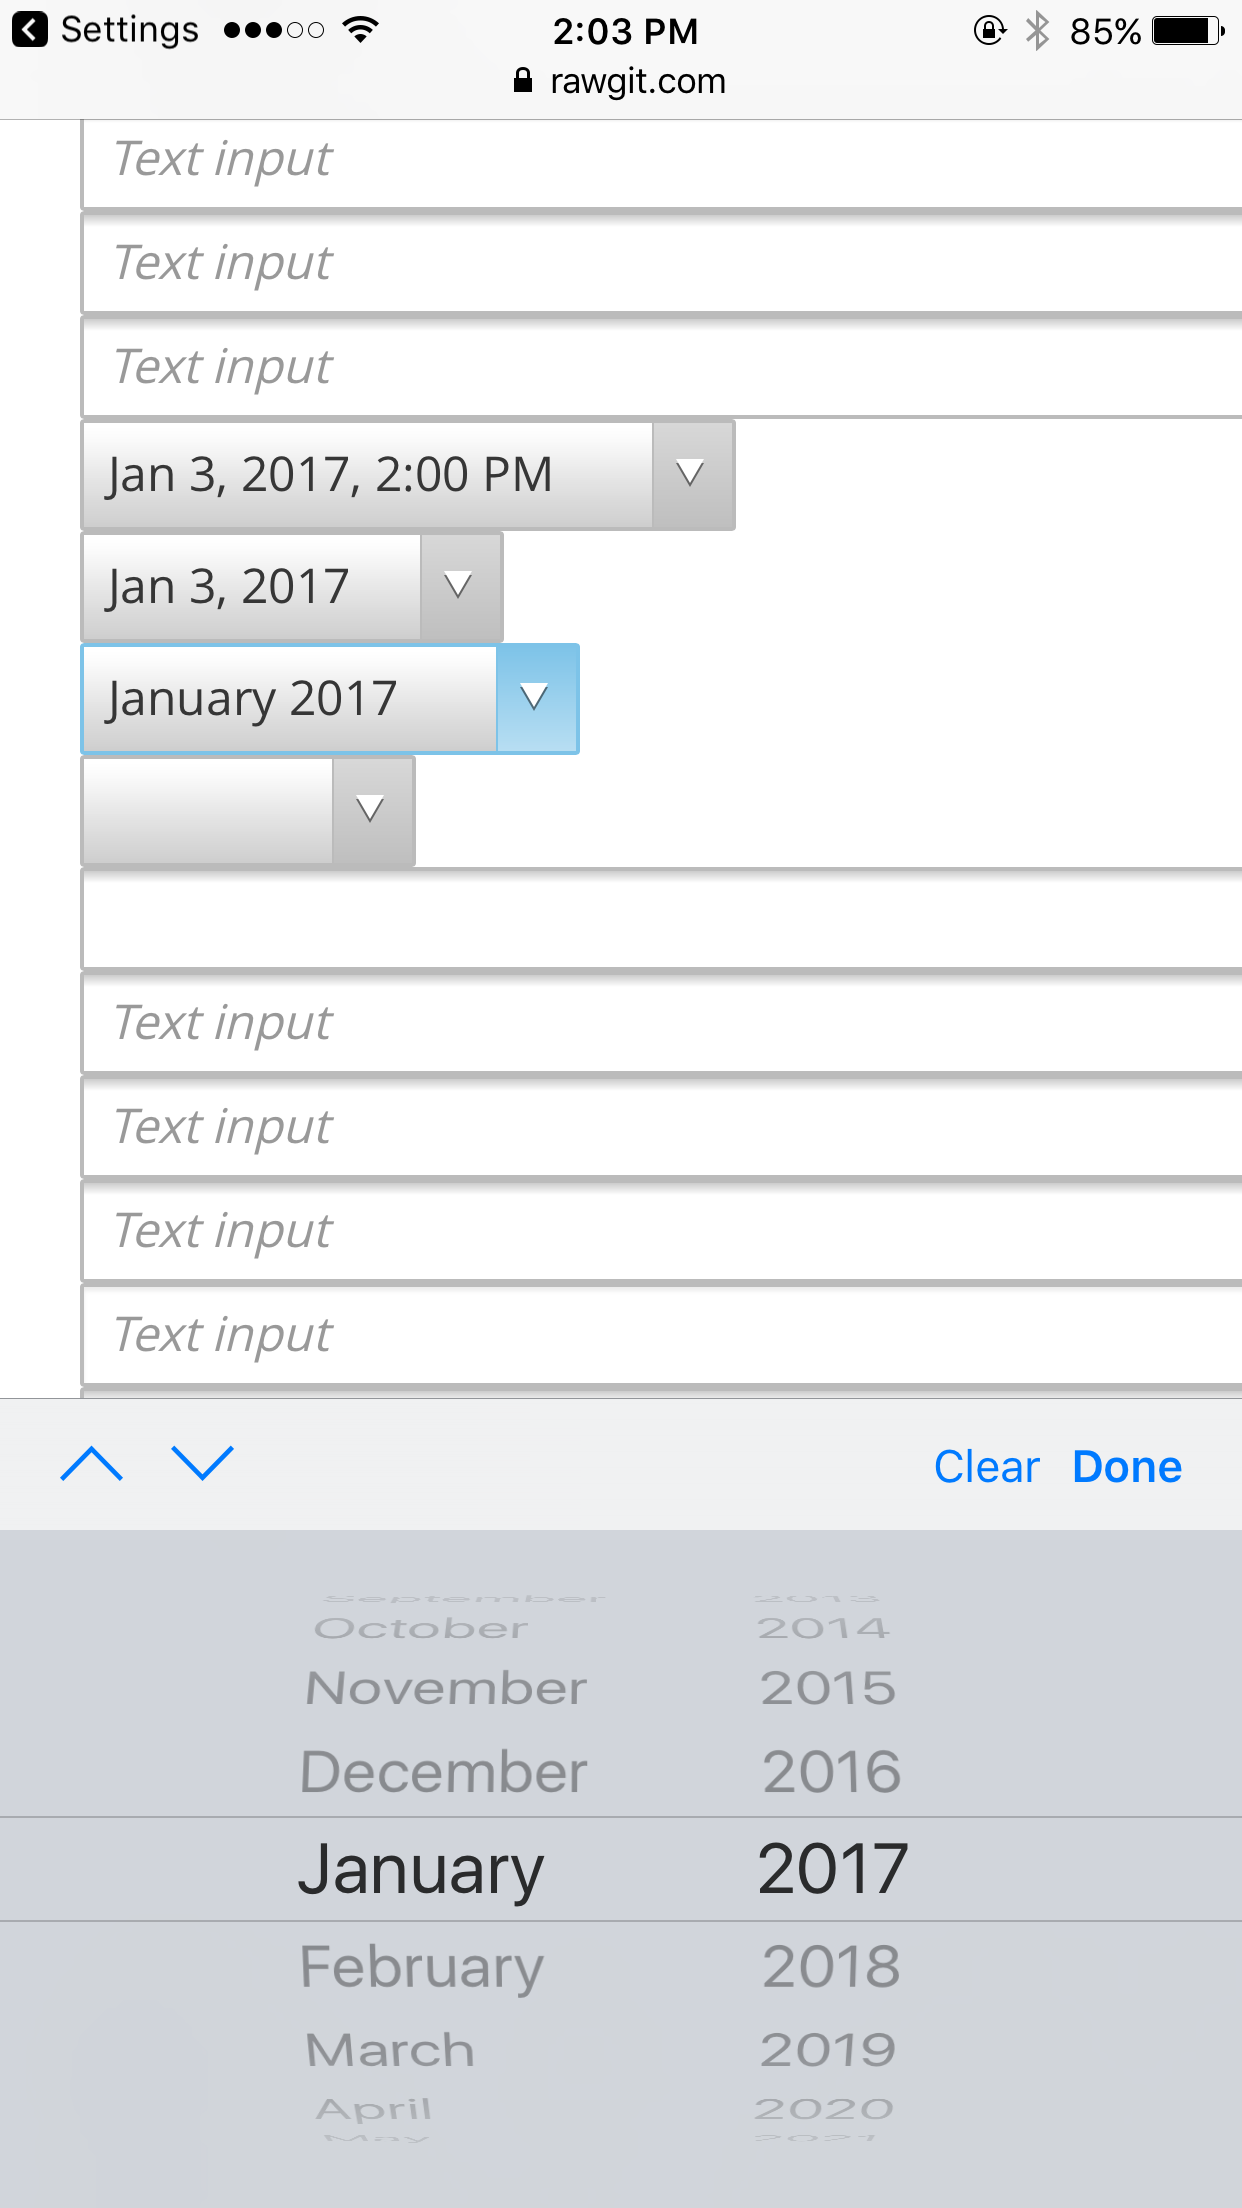 Settings 2:03 PM 85%
rawgit.com
Text input
Text input
Text input
Jan 3, 2017, 2:00 PM
Jan 3, 2017
January 2017
Text input
Text input
Text input
Text input
Clear Done
September 2013
October 2014
November 2015
December 2016
January 2017
February 2018
March 2019
April 2020
May 2021